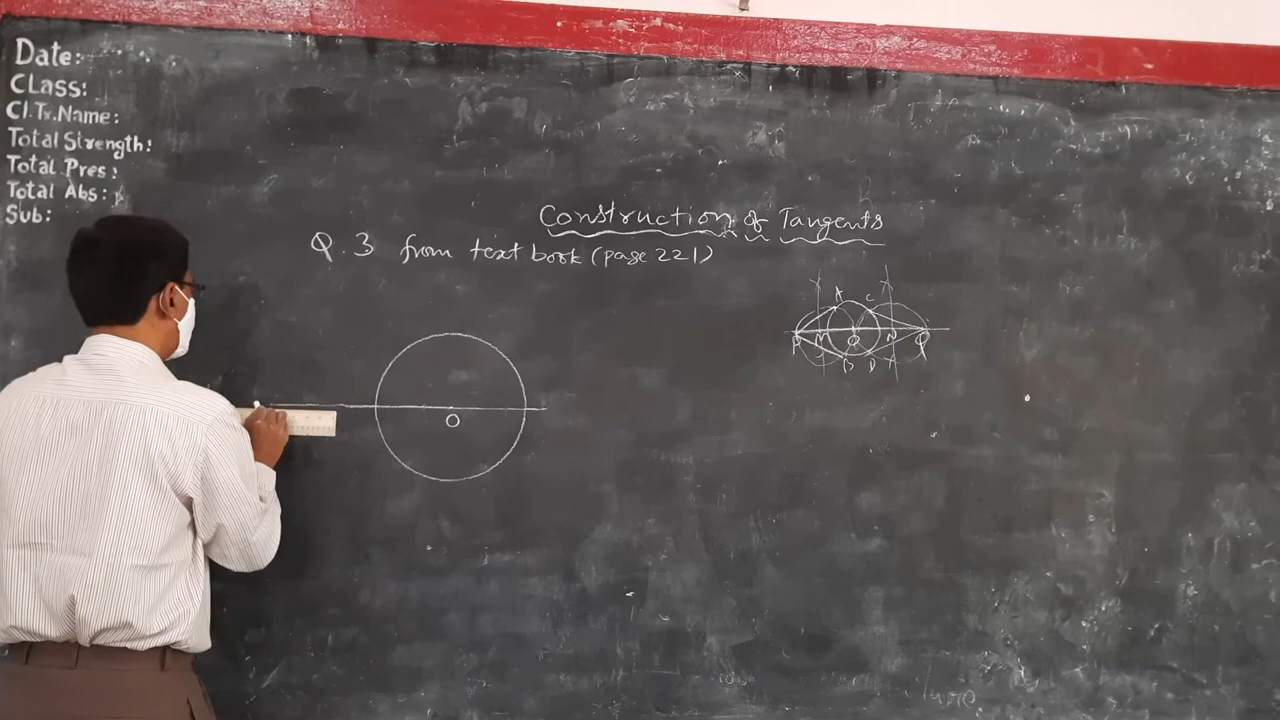 Date:
CLass:
Cl.Tr.Name:
Total Strength:
Total Pres:
Total Abs:
Sub:
Construction of Tangents
Q.3 from text book (page 221)
A C
P M O N Q
B D
O